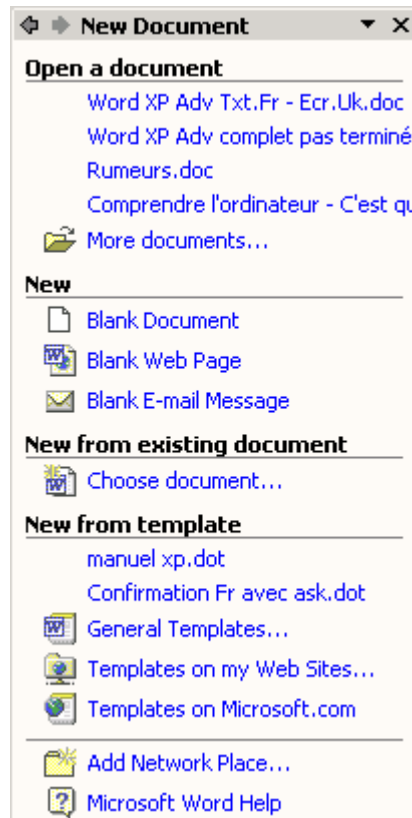 New Document
Open a document
Word XP Adv Txt.Fr - Ecr.Uk.doc
Word XP Adv complet pas terminé
Rumeurs.doc
Comprendre l'ordinateur - C'est qu
More documents...
New
Blank Document
Blank Web Page
Blank E-mail Message
New from existing document
Choose document...
New from template
manuel xp.dot
Confirmation Fr avec ask.dot
General Templates...
Templates on my Web Sites...
Templates on Microsoft.com
Add Network Place...
Microsoft Word Help